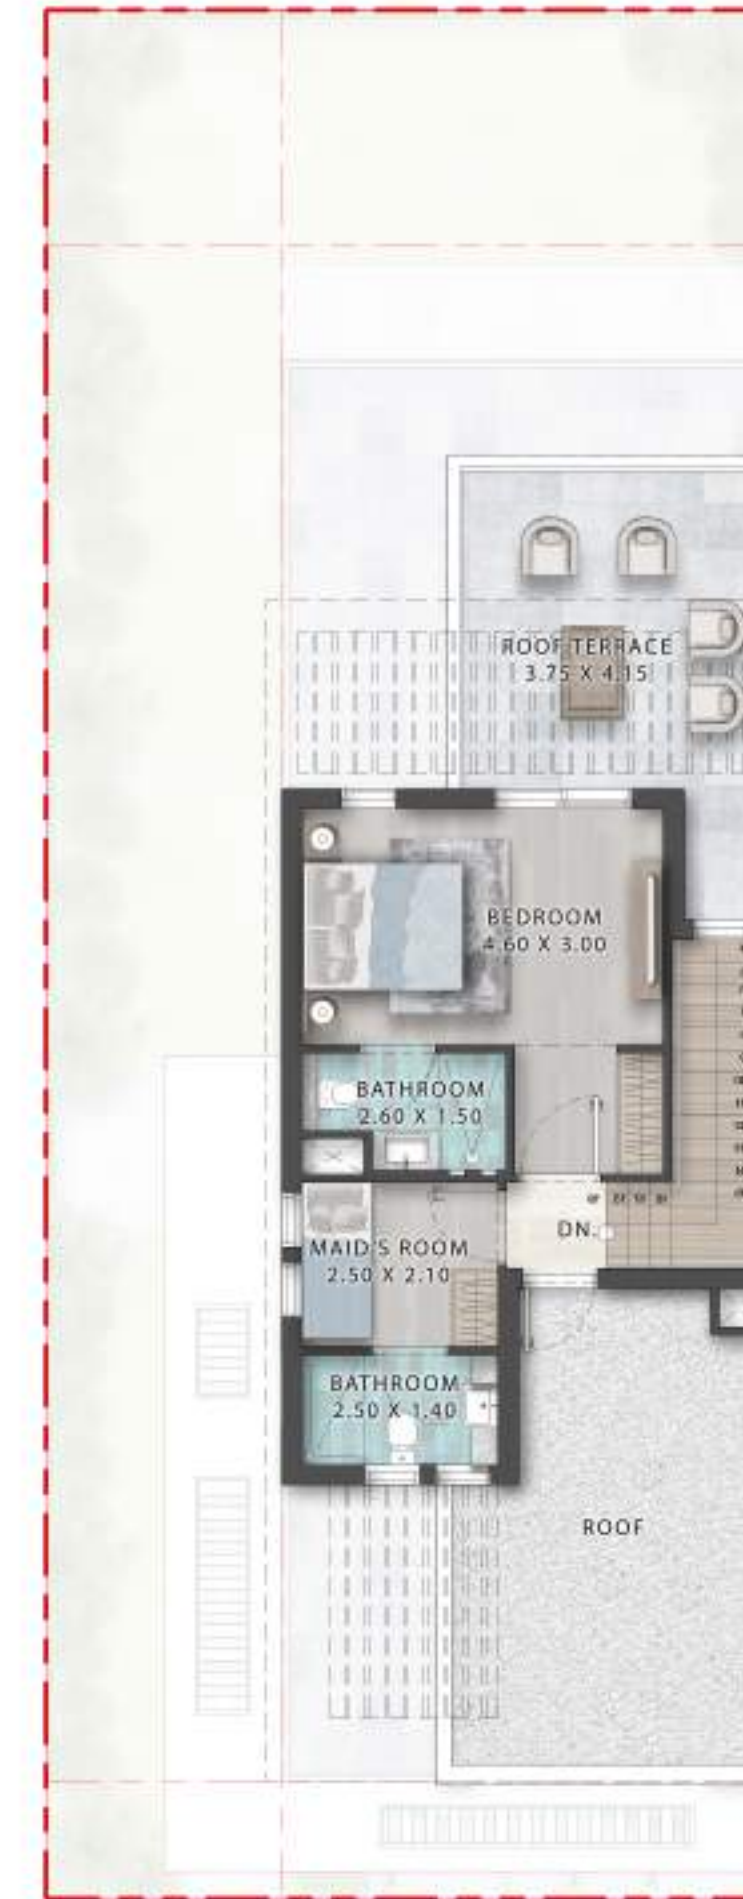 ROOF TERRACE
3.75 X 4.15
BEDROOM
4.60 X 3.00
BATHROOM
2.60 X 1.50
DN.
MAID'S ROOM
2.50 X 2.10
BATHROOM
2.50 X 1.40
ROOF